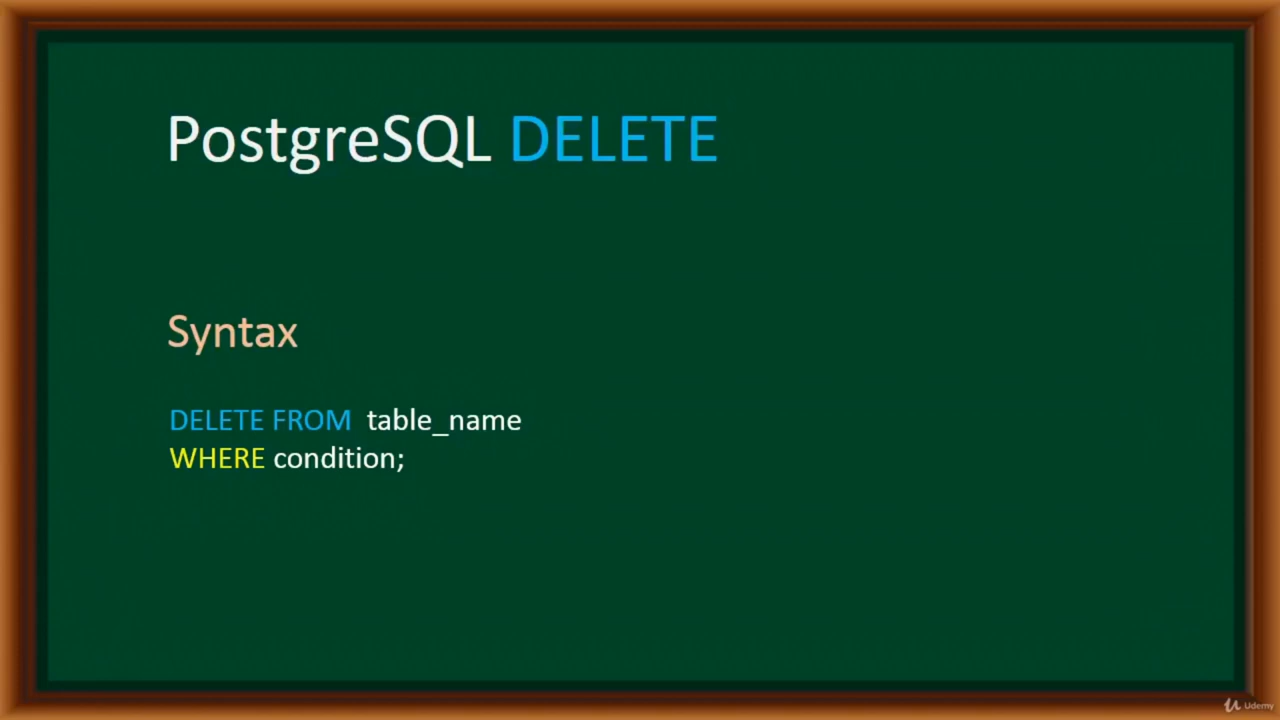 PostgreSQL DELETE
Syntax
DELETE FROM table_name
WHERE condition;
Udemy